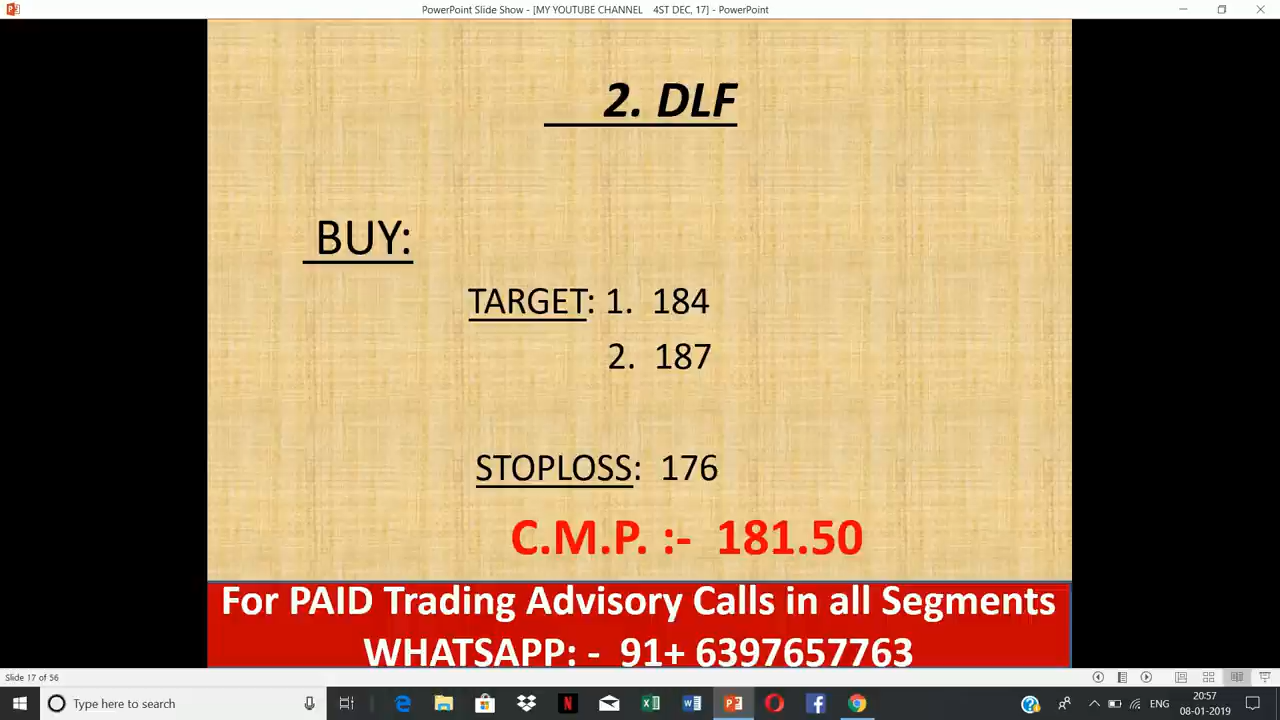 PowerPoint Slide Show - [MY YOUTUBE CHANNEL    4ST DEC, 17] - PowerPoint
2. DLF
BUY:
TARGET: 1. 184
2. 187
STOPLOSS: 176
C.M.P. :- 181.50
For PAID Trading Advisory Calls in all Segments
WHATSAPP: - 91+ 6397657763
Slide 17 of 56
Type here to search
ENG
20:57
08-01-2019